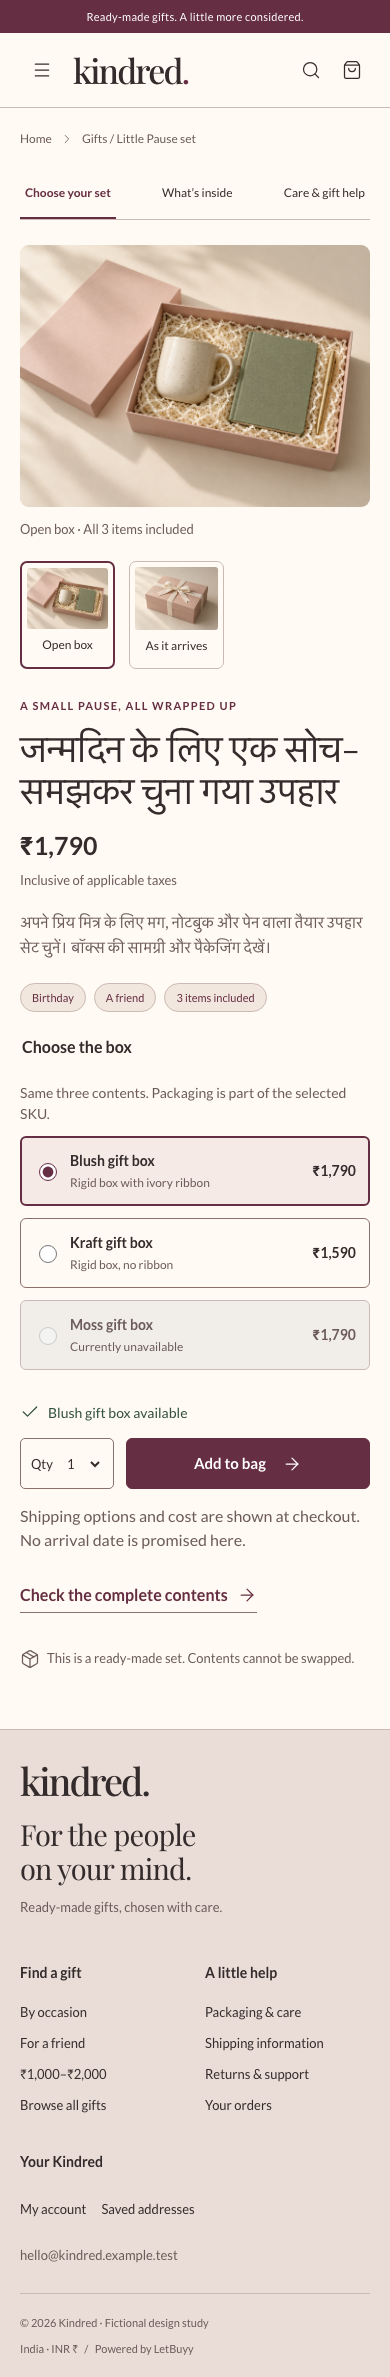 Ready-made gifts. A little more considered.
kindred.
Home > Gifts / Little Pause set
Choose your set What's inside Care & gift help
Open box · All 3 items included
Open box As it arrives
A SMALL PAUSE, ALL WRAPPED UP
जन्मदिन के लिए एक सोच–
समझकर चुना गया उपहार
₹1,790
Inclusive of applicable taxes
अपने प्रिय मित्र के लिए मग, नोटबुक और पेन वाला तैयार उपहार
सेट चुनें। बॉक्स की सामग्री और पैकेजिंग देखें।
Birthday A friend 3 items included
Choose the box
Same three contents. Packaging is part of the selected
SKU.
Blush gift box ₹1,790
Rigid box with ivory ribbon
Kraft gift box ₹1,590
Rigid box, no ribbon
Moss gift box ₹1,790
Currently unavailable
Blush gift box available
Qty 1 Add to bag →
Shipping options and cost are shown at checkout.
No arrival date is promised here.
Check the complete contents →
This is a ready-made set. Contents cannot be swapped.
kindred.
For the people
on your mind.
Ready-made gifts, chosen with care.
Find a gift A little help
By occasion Packaging & care
For a friend Shipping information
₹1,000–₹2,000 Returns & support
Browse all gifts Your orders
Your Kindred
My account Saved addresses
hello@kindred.example.test
© 2026 Kindred · Fictional design study
India · INR ₹ / Powered by LetBuyy